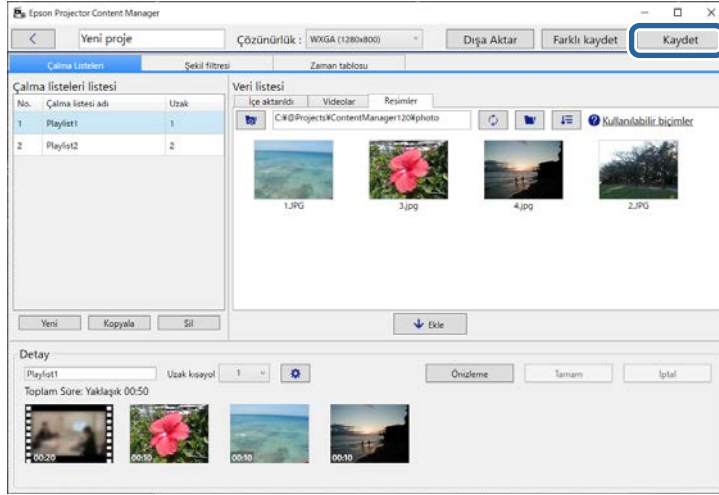 Epson Projector Content Manager
Yeni proje
Çözünürlük :
WXGA (1280x800)
Dışa Aktar
Farklı kaydet
Kaydet
Çalma Listeleri
Şekil filtresi
Zaman tablosu
Çalma listeleri listesi
No. Çalma listesi adı Uzak
1 Playlist1 1
2 Playlist2 2
Yeni
Kopyala
Sil
Veri listesi
İçe aktarıldı
Videolar
Resimler
C:¥@Projects¥ContentManager120¥photo
Kullanılabilir biçimler
1.JPG
3.jpg
4.jpg
2.JPG
Ekle
Detay
Playlist1
Uzak kısayol
1
Önizleme
Tamam
İptal
Toplam Süre: Yaklaşık 00:50
00:20
00:10
00:10
00:10